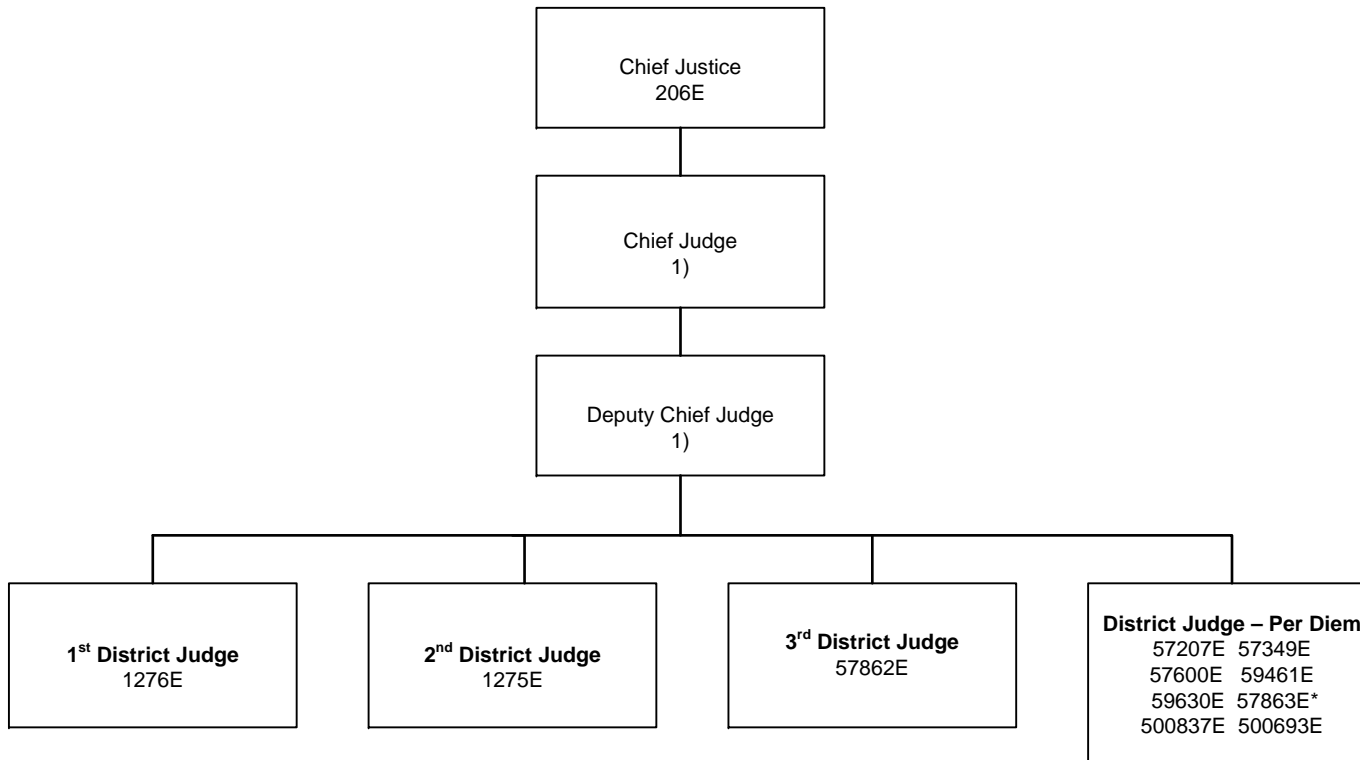 Chief Justice
206E
Chief Judge
1)
Deputy Chief Judge
1)
1st District Judge
1276E
2nd District Judge
1275E
3rd District Judge
57862E
District Judge – Per Diem
57207E 57349E
57600E 59461E
59630E 57863E*
500837E 500693E